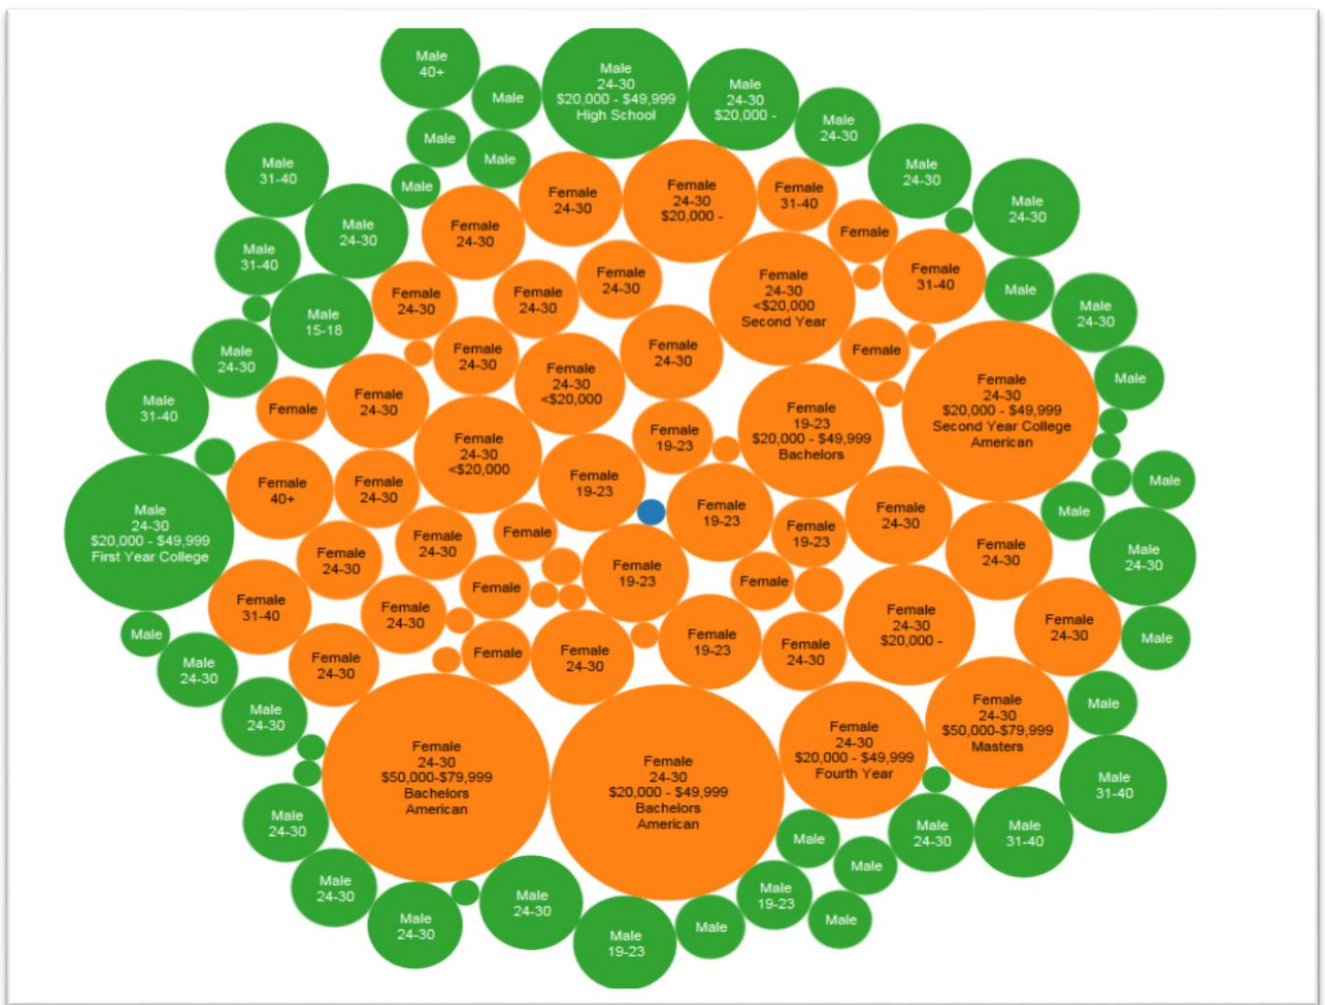 Male
40+
Male
Male
24-30
$20,000 - $49,999
High School
Male
24-30
$20,000 -
Male
24-30
Male
Male
Male
31-40
Male
Male
24-30
Male
24-30
Male
24-30
Female
24-30
Female
24-30
$20,000 -
Female
31-40
Female
24-30
Female
Male
31-40
Female
24-30
Female
24-30
Female
24-30
Female
24-30
<$20,000
Second Year
Female
31-40
Male
Male
24-30
Male
15-18
Male
24-30
Female
24-30
Female
24-30
Female
Male
Female
24-30
<$20,000
Female
24-30
$20,000 - $49,999
Second Year College
American
Male
31-40
Female
Female
24-30
Female
24-30
<$20,000
Female
19-23
Female
19-23
$20,000 - $49,999
Bachelors
Female
40+
Female
24-30
Female
19-23
Male
Male
Male
24-30
$20,000 - $49,999
First Year College
Female
24-30
Female
Female
19-23
Female
19-23
Female
24-30
Female
24-30
Male
24-30
Female
24-30
Female
19-23
Female
Female
31-40
Female
24-30
Female
Female
24-30
$20,000 -
Female
24-30
Male
Male
Male
24-30
Female
24-30
Female
Female
24-30
Female
19-23
Female
24-30
Male
24-30
Female
24-30
$50,000-$79,999
Masters
Male
Female
24-30
$50,000-$79,999
Bachelors
American
Female
24-30
$20,000 - $49,999
Bachelors
American
Female
24-30
$20,000 - $49,999
Fourth Year
Male
31-40
Male
24-30
Male
Male
24-30
Male
31-40
Male
Male
24-30
Male
24-30
Male
24-30
Male
19-23
Male
Male
19-23
Male